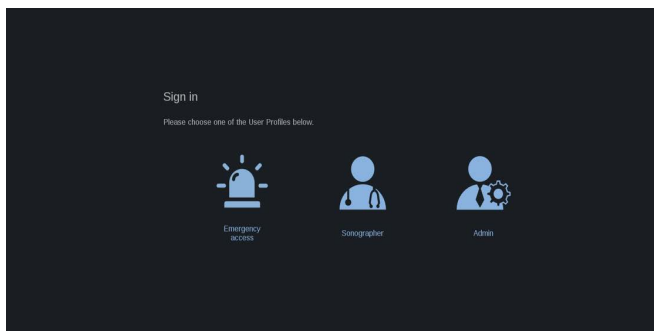 Sign in
Please choose one of the User Profiles below.
Emergency
access
Sonographer
Admin